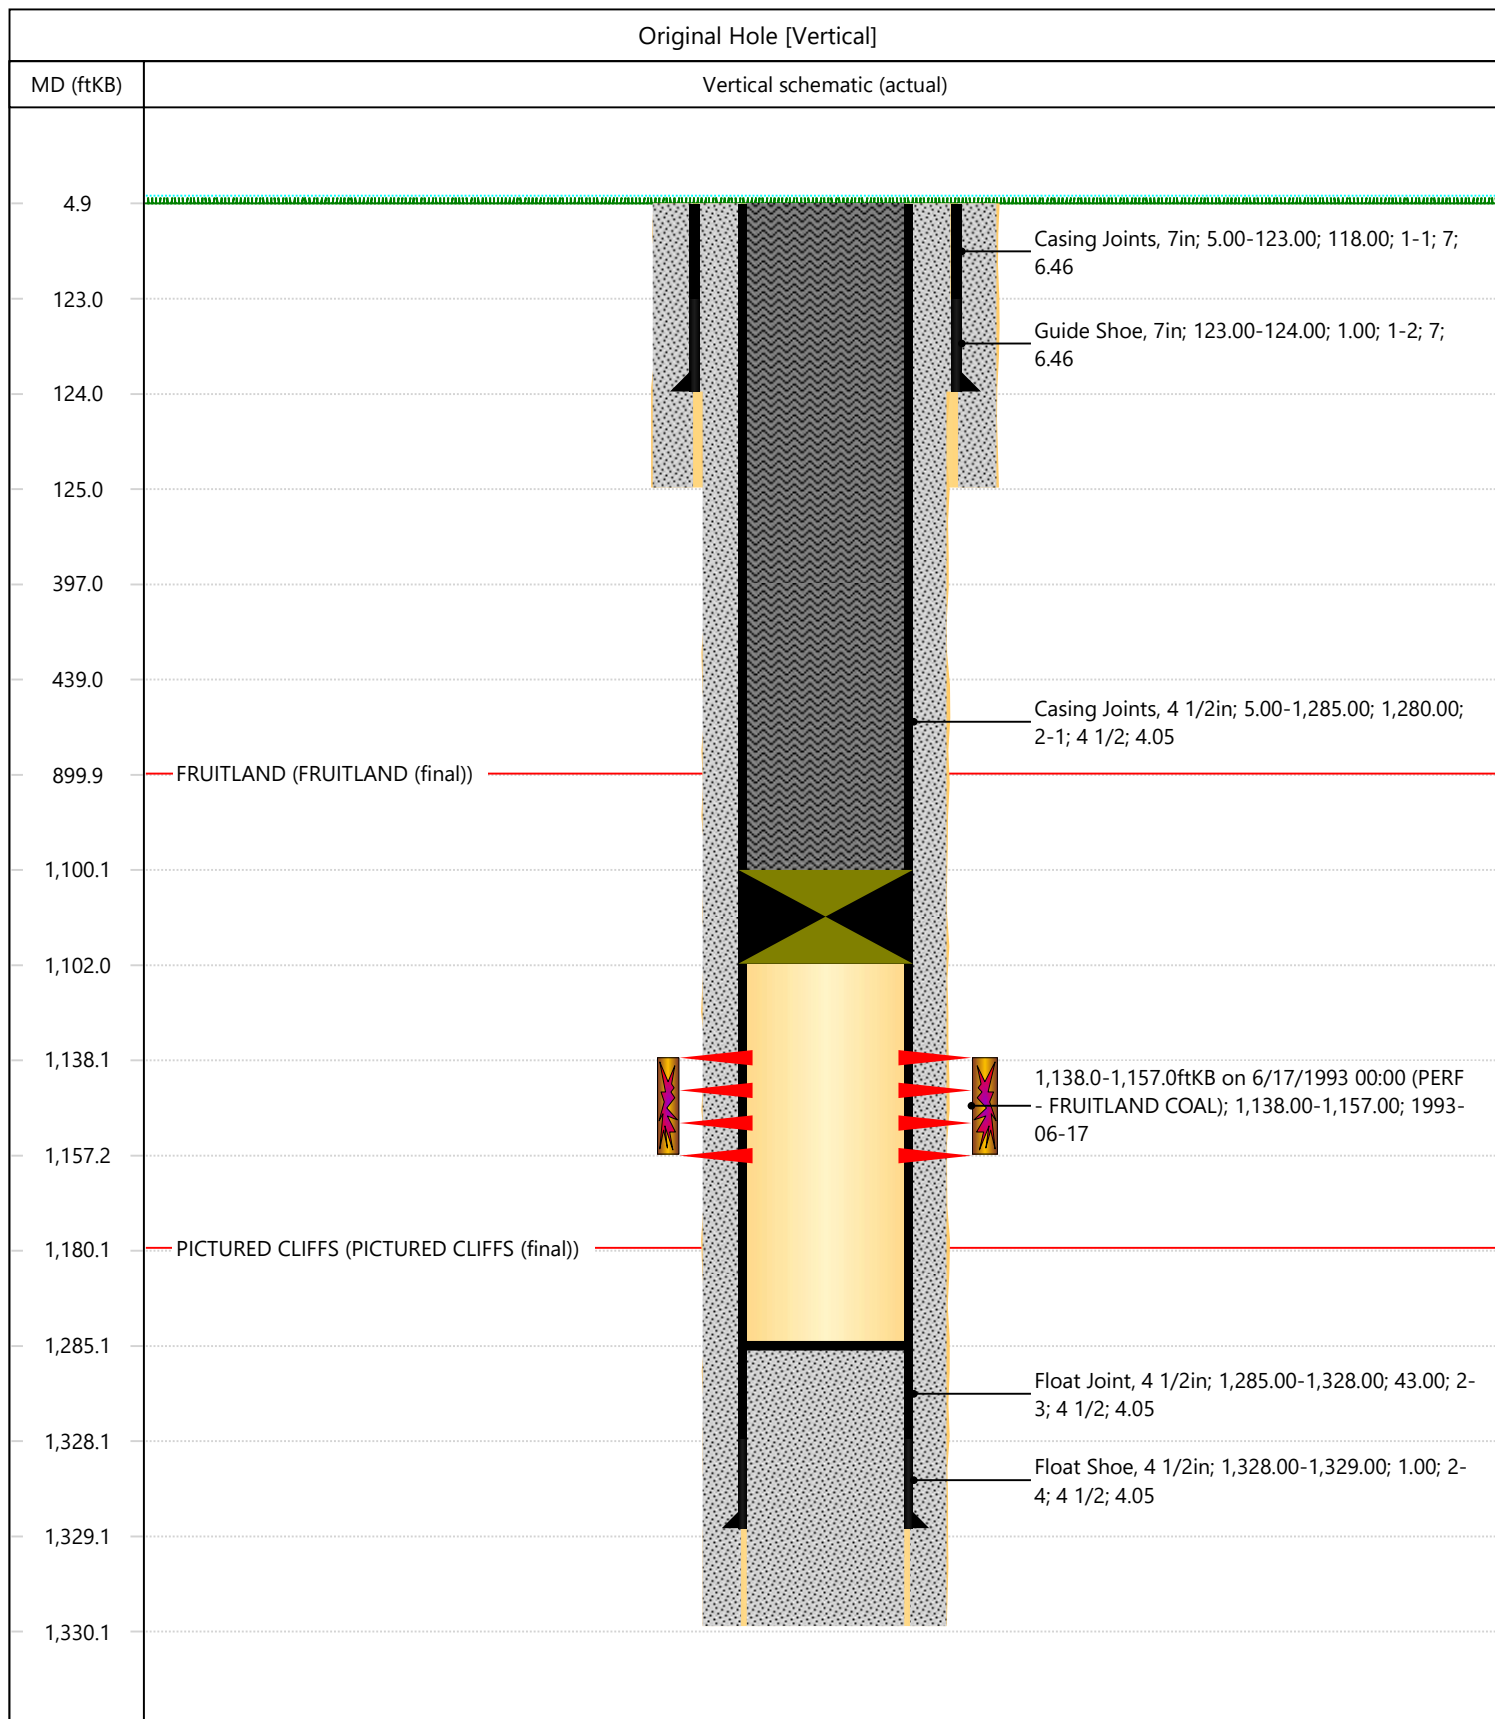 Original Hole [Vertical]
MD (ftKB)
Vertical schematic (actual)
4.9
Casing Joints, 7in; 5.00-123.00; 118.00; 1-1; 7;
6.46
123.0
Guide Shoe, 7in; 123.00-124.00; 1.00; 1-2; 7;
6.46
124.0
125.0
397.0
439.0
Casing Joints, 4 1/2in; 5.00-1,285.00; 1,280.00;
2-1; 4 1/2; 4.05
899.9
FRUITLAND (FRUITLAND (final))
1,100.1
1,102.0
1,138.1
1,138.0-1,157.0ftKB on 6/17/1993 00:00 (PERF
- FRUITLAND COAL); 1,138.00-1,157.00; 1993-
06-17
1,157.2
1,180.1
PICTURED CLIFFS (PICTURED CLIFFS (final))
1,285.1
Float Joint, 4 1/2in; 1,285.00-1,328.00; 43.00; 2-
3; 4 1/2; 4.05
1,328.1
Float Shoe, 4 1/2in; 1,328.00-1,329.00; 1.00; 2-
4; 4 1/2; 4.05
1,329.1
1,330.1